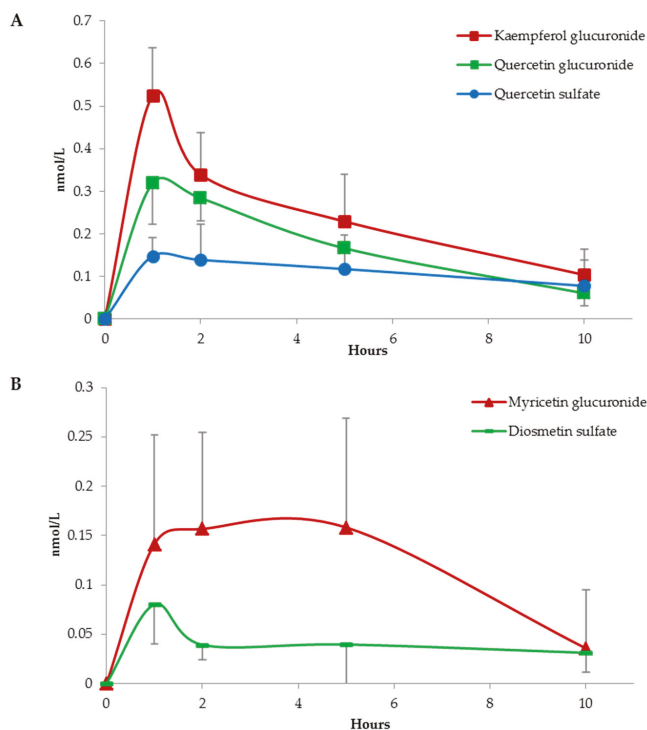 A
0.7
Kaempferol glucuronide
0.6
Quercetin glucuronide
Quercetin sulfate
0.5
0.4
nmol/L
0.3
0.2
0.1
0
0 2 4 6 8 10
Hours
B
0.3
Myricetin glucuronide
0.25
Diosmetin sulfate
0.2
nmol/L
0.15
0.1
0.05
0
0 2 4 6 8 10
Hours